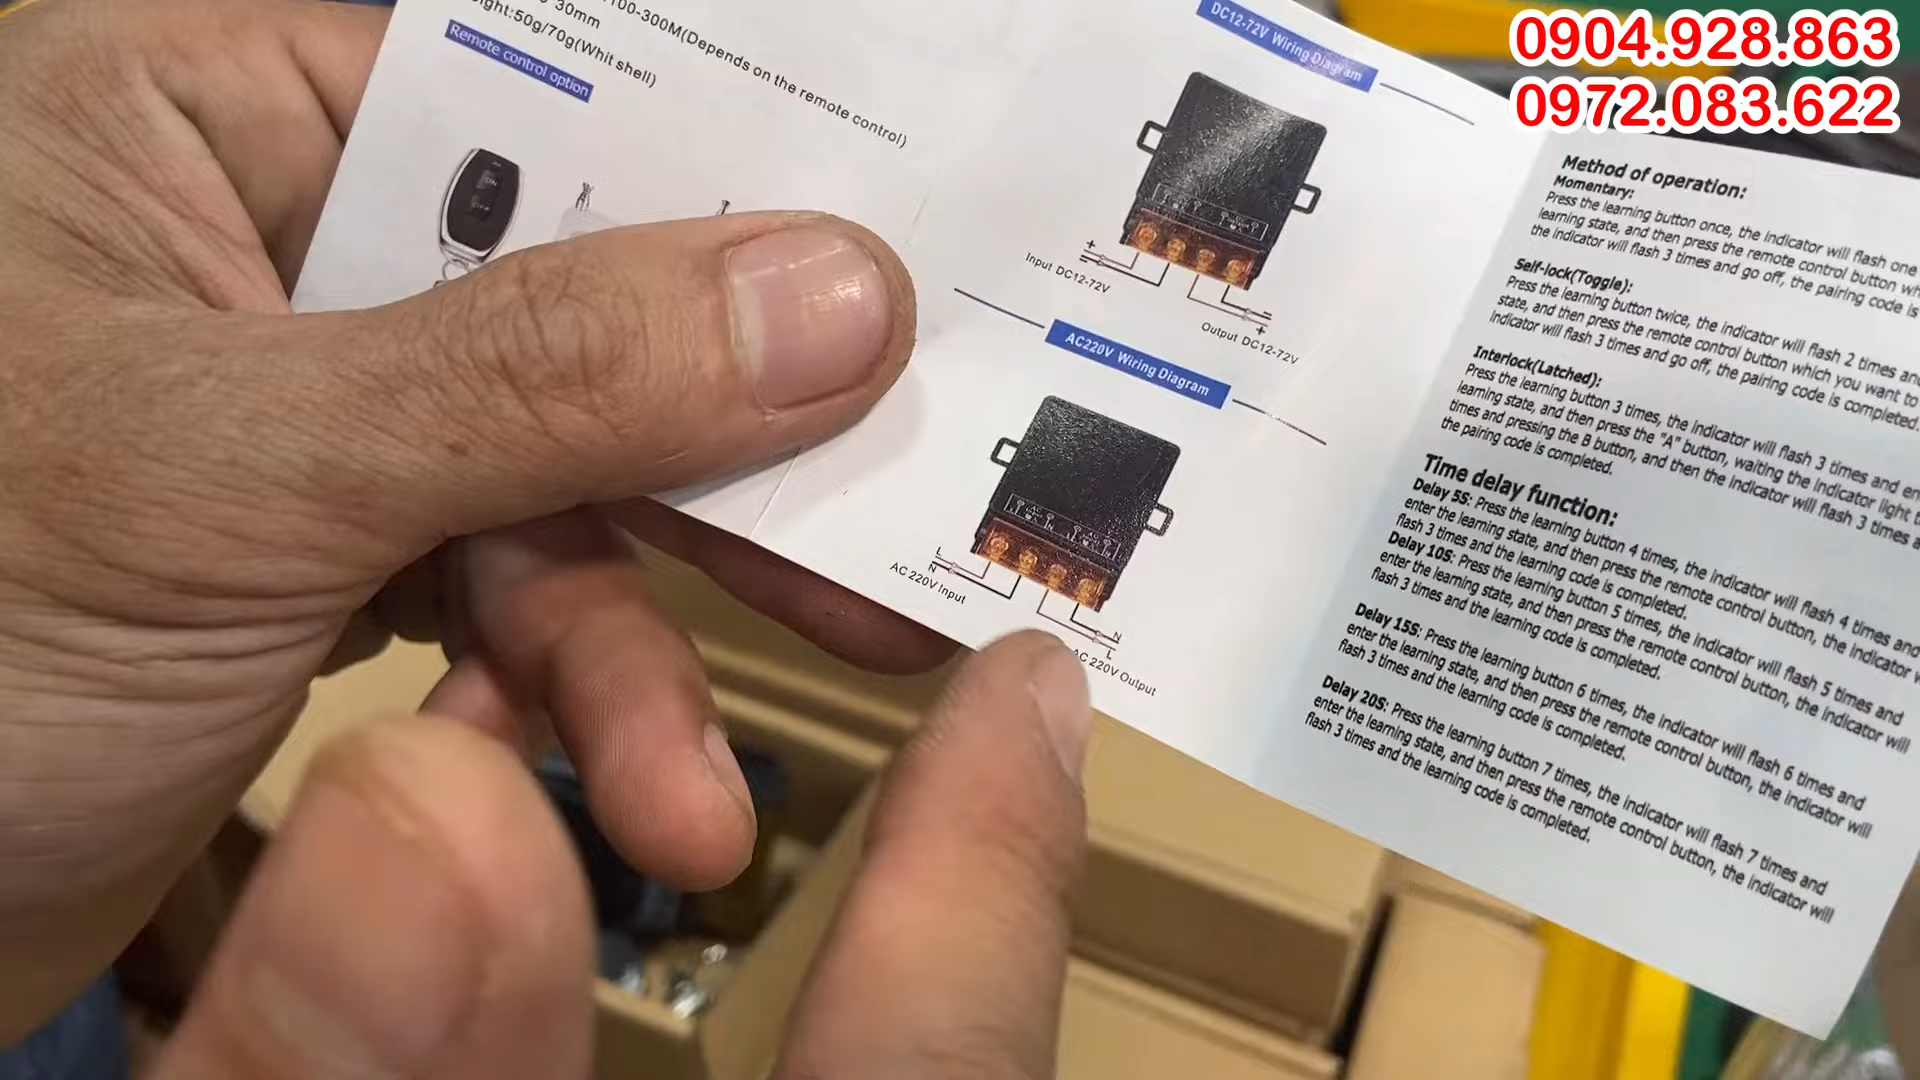 0904.928.863
0972.083.622
100-300M(Depends on the remote control)
30mm
ight:50g/70g(Whit shell)
Remote control option
ON
OFF
DC12-72V Wiring Diagram
+
Input DC12-72V
+
Output DC12-72V
AC220V Wiring Diagram
L
N
AC 220V Input
N
L
AC 220V Output
Method of operation:
Momentary:
Press the learning button once, the indicator will flash one
learning state, and then press the remote control button wh
the indicator will flash 3 times and go off, the pairing code is
Self-lock(Toggle):
Press the learning button twice, the indicator will flash 2 times and
state, and then press the remote control button which you want to
indicator will flash 3 times and go off, the pairing code is completed.
Interlock(Latched):
Press the learning button 3 times, the indicator will flash 3 times and en
learning state, and then press the "A" button, waiting the indicator light
times and pressing the B button, and then the indicator will flash 3 times a
the pairing code is completed.
Time delay function:
Delay 5S: Press the learning button 4 times, the indicator will flash 4 times and
enter the learning state, and then press the remote control button, the indicator w
flash 3 times and the learning code is completed.
Delay 10S: Press the learning button 5 times, the indicator will flash 5 times and
enter the learning state, and then press the remote control button, the indicator will
flash 3 times and the learning code is completed.
Delay 15S: Press the learning button 6 times, the indicator will flash 6 times and
enter the learning state, and then press the remote control button, the indicator will
flash 3 times and the learning code is completed.
Delay 20S: Press the learning button 7 times, the indicator will flash 7 times and
enter the learning state, and then press the remote control button, the indicator will
flash 3 times and the learning code is completed.